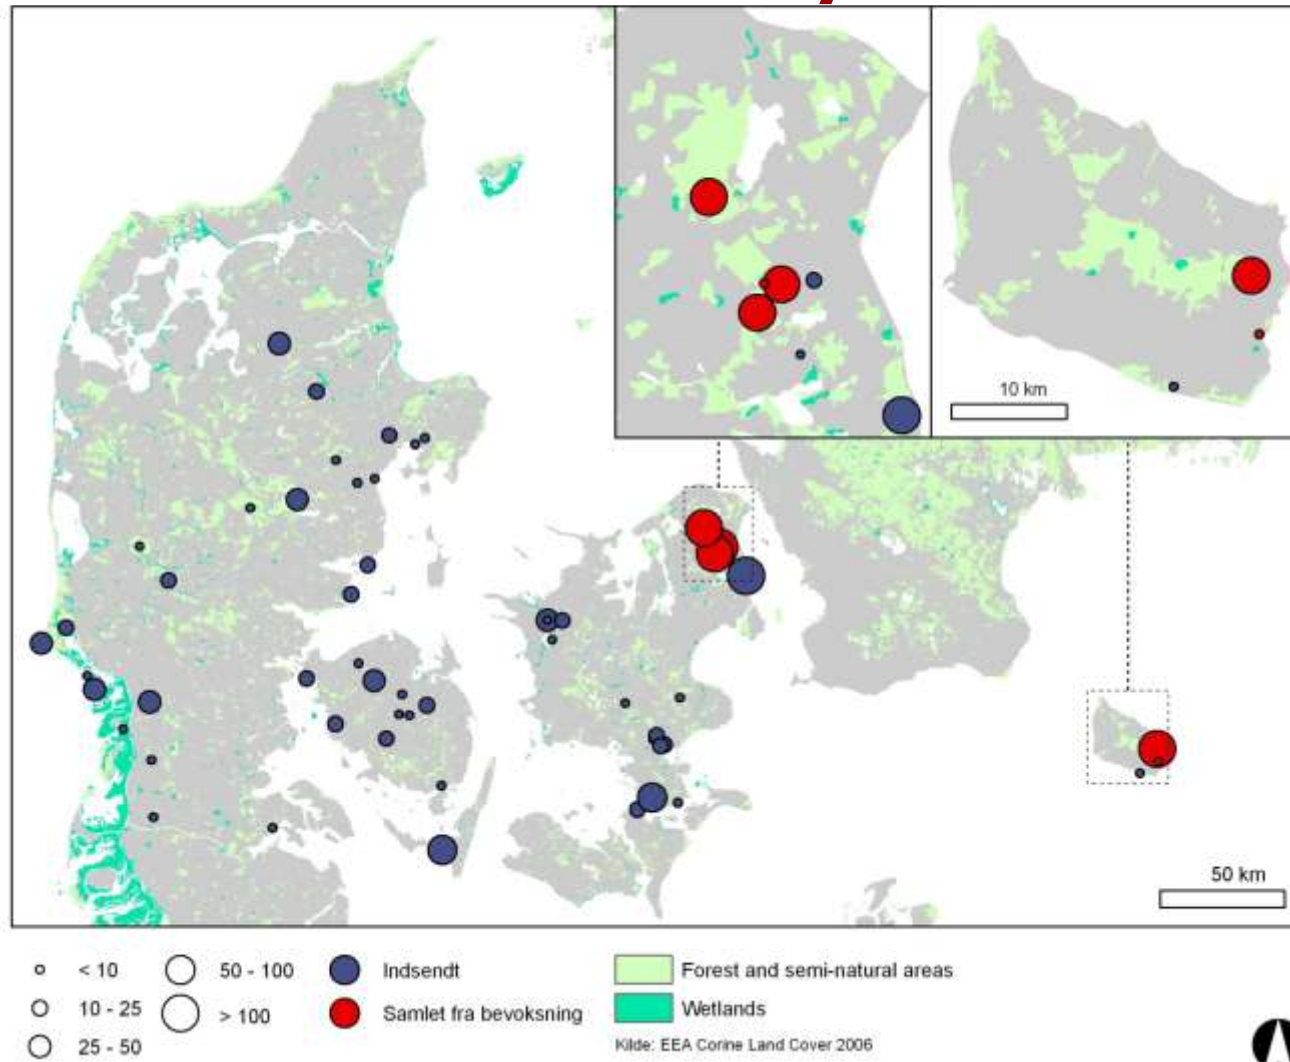 10 km
50 km
< 10
10 - 25
25 - 50
50 - 100
> 100
Indsendt
Samlet fra bevoksning
Forest and semi-natural areas
Wetlands
Kilde: EEA Corine Land Cover 2006